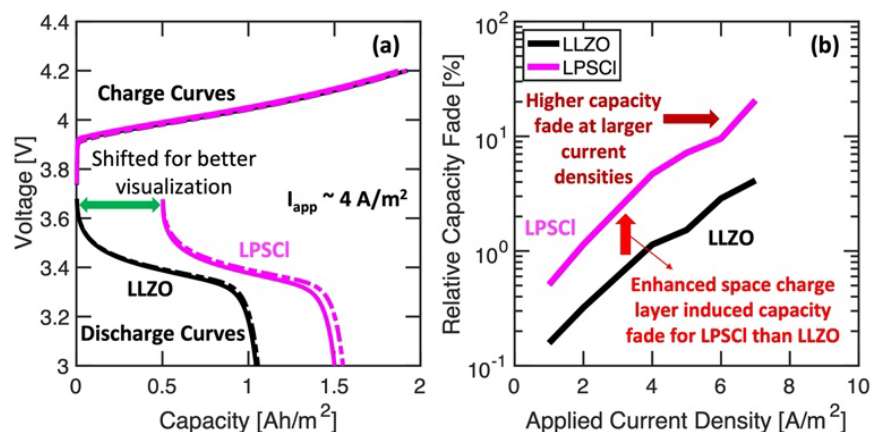 (a)
Charge Curves
Shifted for better
visualization
I_app ~ 4 A/m²
LPSCl
LLZO
Discharge Curves
Voltage [V]
4.4
4.2
4
3.8
3.6
3.4
3.2
3
0 0.5 1 1.5 2
Capacity [Ah/m²]
(b)
LLZO
LPSCl
Higher capacity
fade at larger
current
densities
LPSCl
LLZO
Enhanced space charge
layer induced capacity
fade for LPSCl than LLZO
Relative Capacity Fade [%]
10²
10¹
10⁰
10⁻¹
0 2 4 6 8 10
Applied Current Density [A/m²]